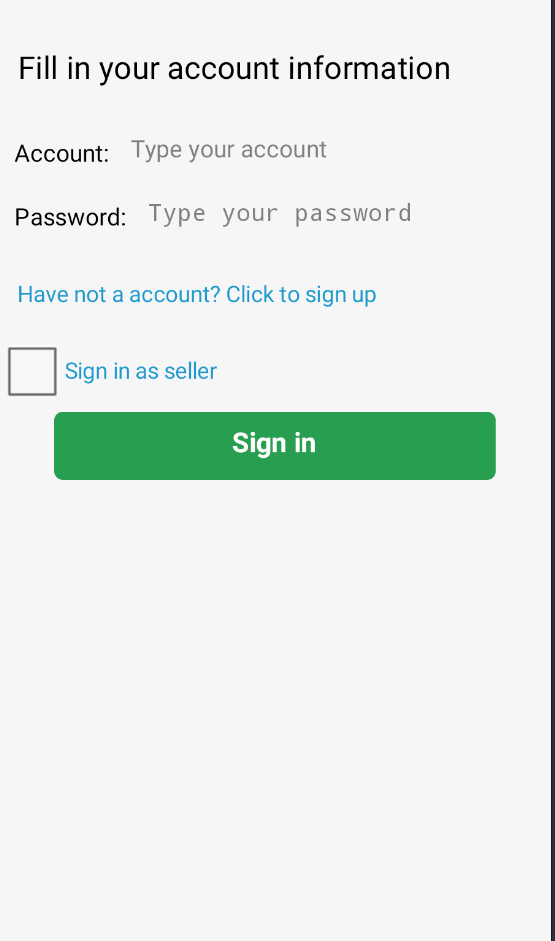 Fill in your account information
Account: Type your account
Password: Type your password
Have not a account? Click to sign up
Sign in as seller
Sign in